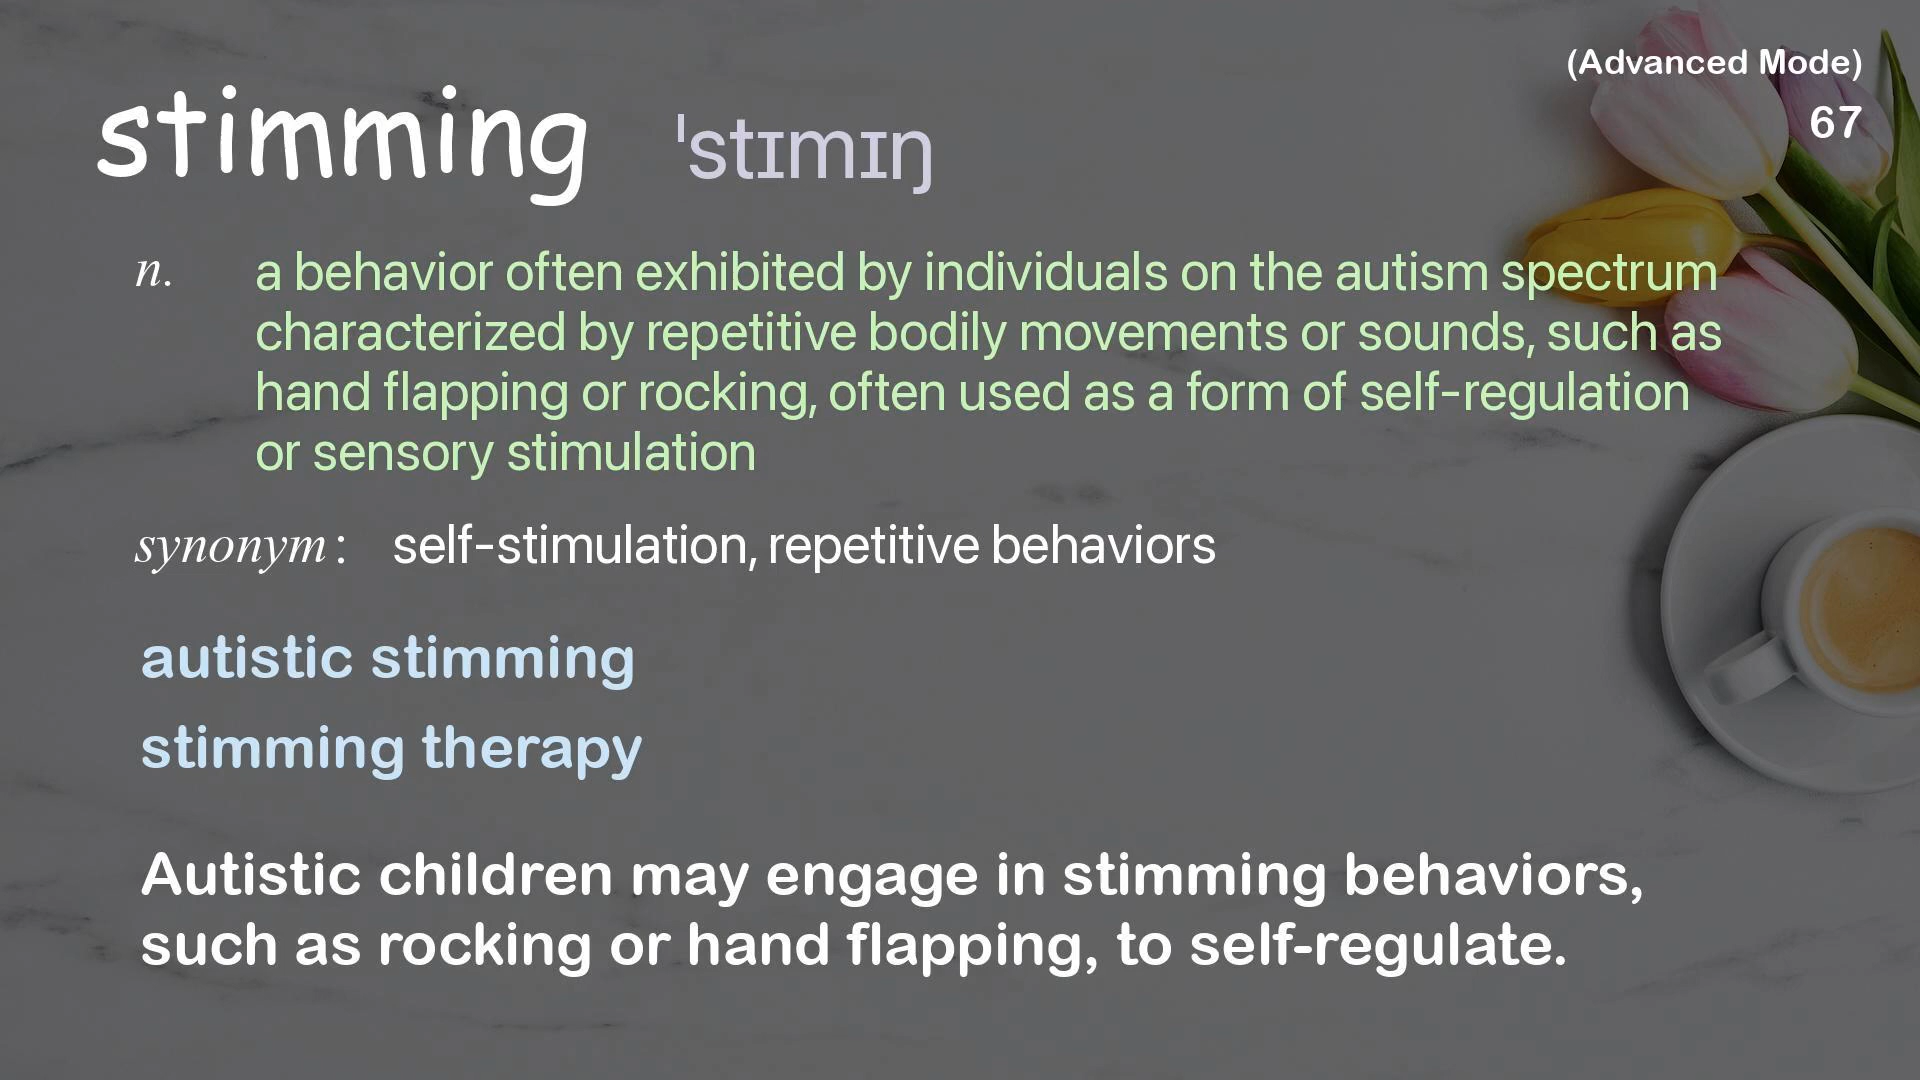 (Advanced Mode)
67
stimming ˈstɪmɪŋ
n. a behavior often exhibited by individuals on the autism spectrum
characterized by repetitive bodily movements or sounds, such as
hand flapping or rocking, often used as a form of self-regulation
or sensory stimulation
synonym: self-stimulation, repetitive behaviors
autistic stimming
stimming therapy
Autistic children may engage in stimming behaviors,
such as rocking or hand flapping, to self-regulate.